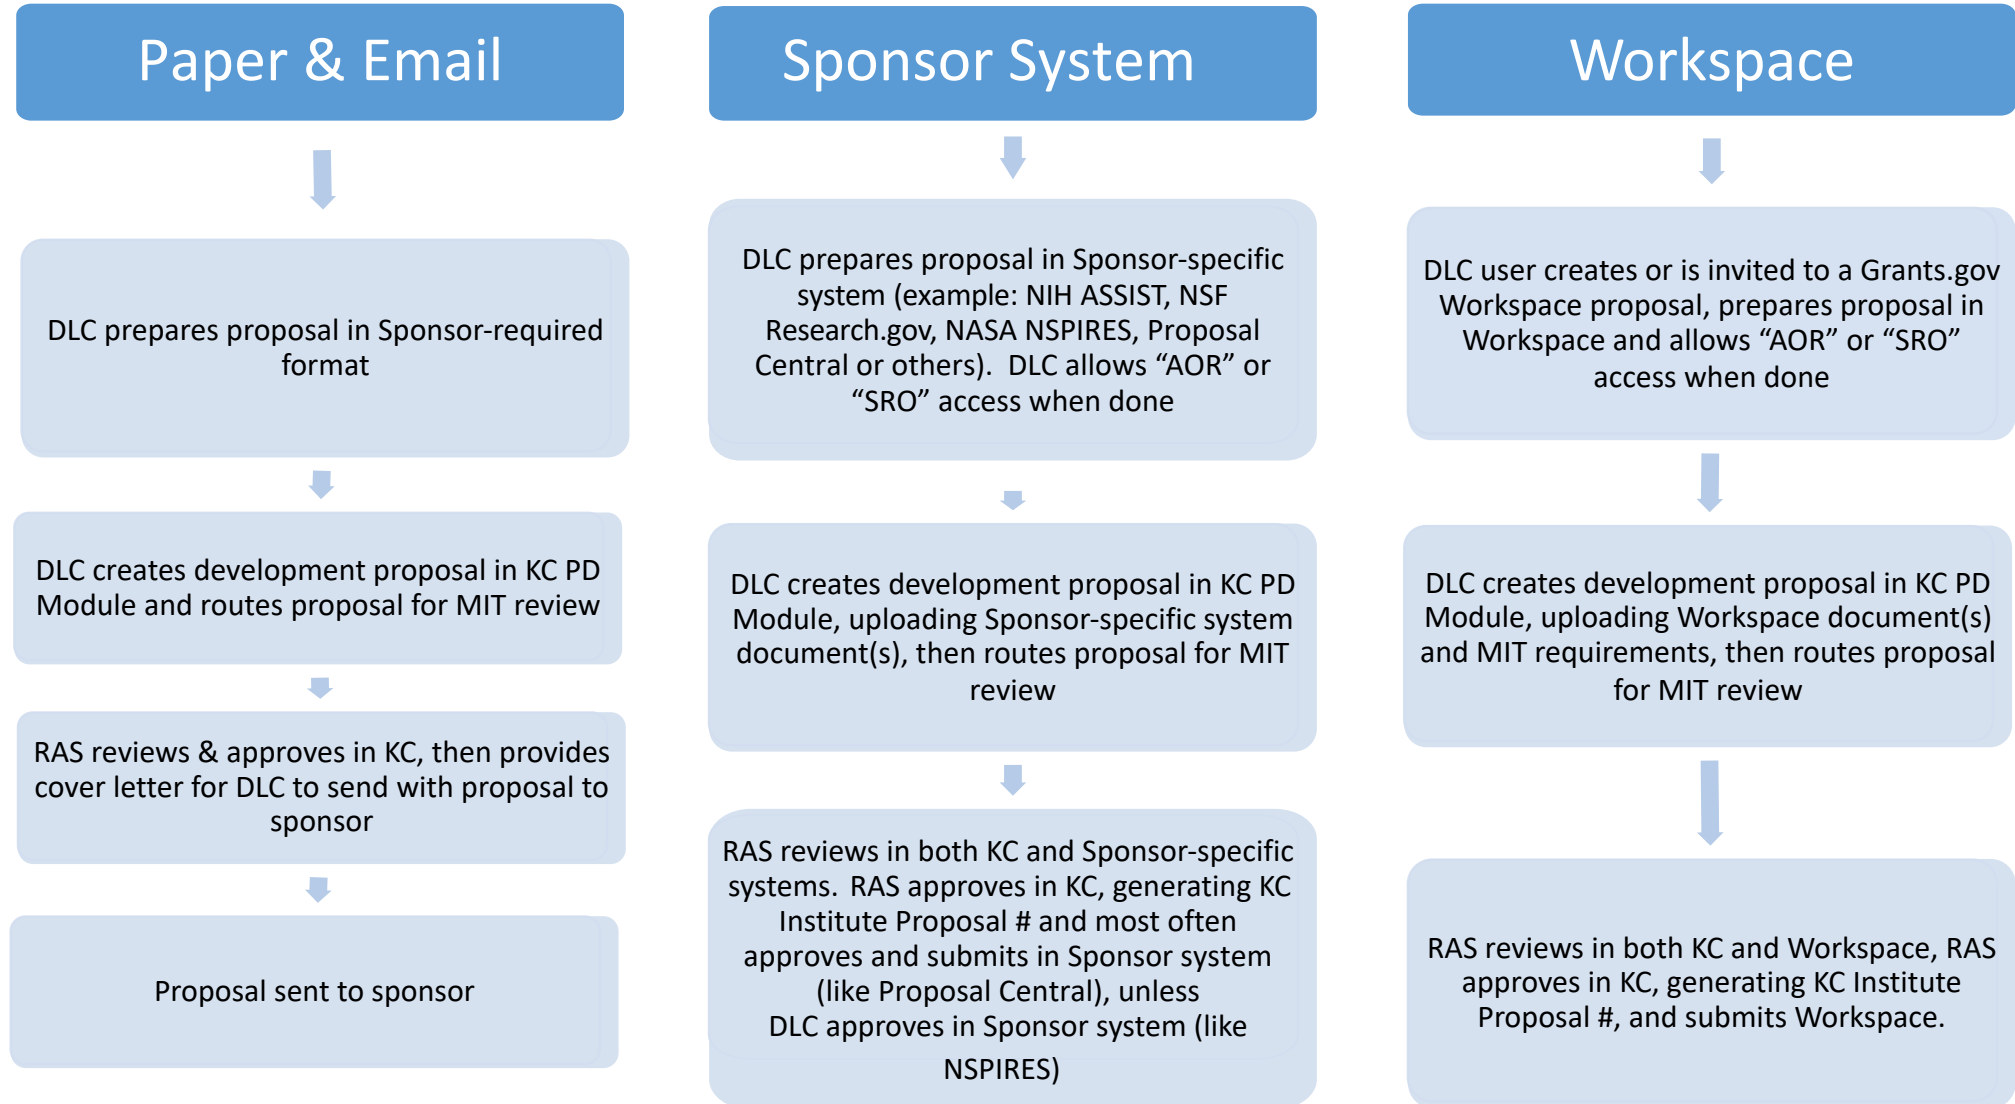 Paper & Email
DLC prepares proposal in Sponsor-required
format
DLC creates development proposal in KC PD
Module and routes proposal for MIT review
RAS reviews & approves in KC, then provides
cover letter for DLC to send with proposal to
sponsor
Proposal sent to sponsor
Sponsor System
DLC prepares proposal in Sponsor-specific
system (example: NIH ASSIST, NSF
Research.gov, NASA NSPIRES, Proposal
Central or others).  DLC allows “AOR” or
“SRO” access when done
DLC creates development proposal in KC PD
Module, uploading Sponsor-specific system
document(s), then routes proposal for MIT
review
RAS reviews in both KC and Sponsor-specific
systems.  RAS approves in KC, generating KC
Institute Proposal # and most often
approves and submits in Sponsor system
(like Proposal Central), unless
DLC approves in Sponsor system (like
NSPIRES)
Workspace
DLC user creates or is invited to a Grants.gov
Workspace proposal, prepares proposal in
Workspace and allows “AOR” or “SRO”
access when done
DLC creates development proposal in KC PD
Module, uploading Workspace document(s)
and MIT requirements, then routes proposal
for MIT review
RAS reviews in both KC and Workspace, RAS
approves in KC, generating KC Institute
Proposal #, and submits Workspace.